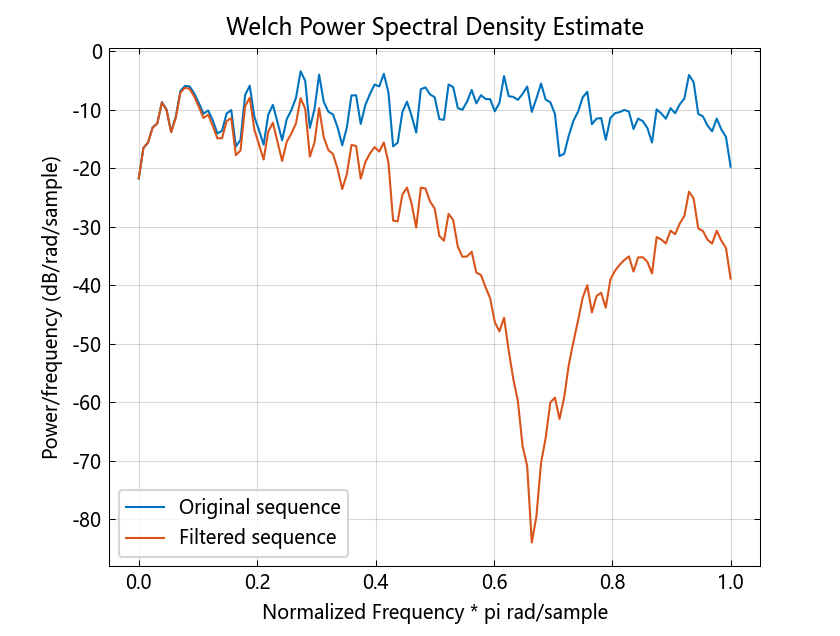 Welch Power Spectral Density Estimate
Power/frequency (dB/rad/sample)
0
-10
-20
-30
-40
-50
-60
-70
-80
Original sequence
Filtered sequence
0.0 0.2 0.4 0.6 0.8 1.0
Normalized Frequency * pi rad/sample